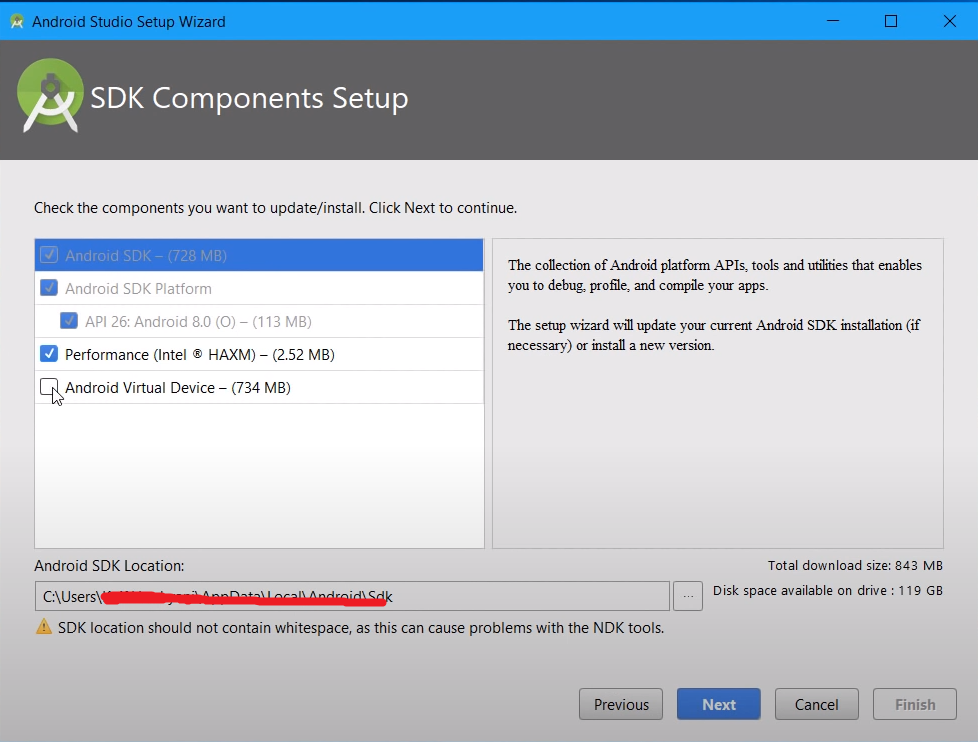 Android Studio Setup Wizard
SDK Components Setup
Check the components you want to update/install. Click Next to continue.
Android SDK – (728 MB)
Android SDK Platform
API 26: Android 8.0 (O) – (113 MB)
Performance (Intel ® HAXM) – (2.52 MB)
Android Virtual Device – (734 MB)
The collection of Android platform APIs, tools and utilities that enables
you to debug, profile, and compile your apps.
The setup wizard will update your current Android SDK installation (if
necessary) or install a new version.
Android SDK Location:
C:\Users\ \AppData\Local\Android\Sdk
...
Total download size: 843 MB
Disk space available on drive : 119 GB
SDK location should not contain whitespace, as this can cause problems with the NDK tools.
Previous
Next
Cancel
Finish